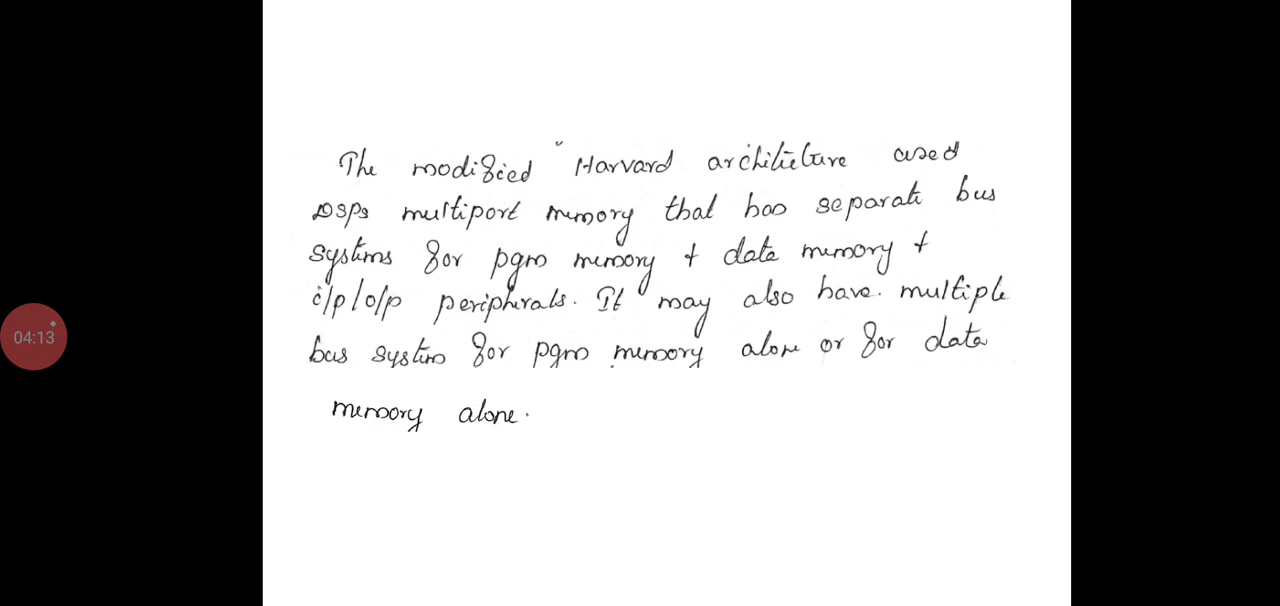 The modified Harvard architecture used
DSPs multiport memory that has separate bus
systems for pgm memory + data memory +
i/p/o/p peripherals. It may also have. multiple
bus system for pgm memory alone or for data
memory alone.
04:13